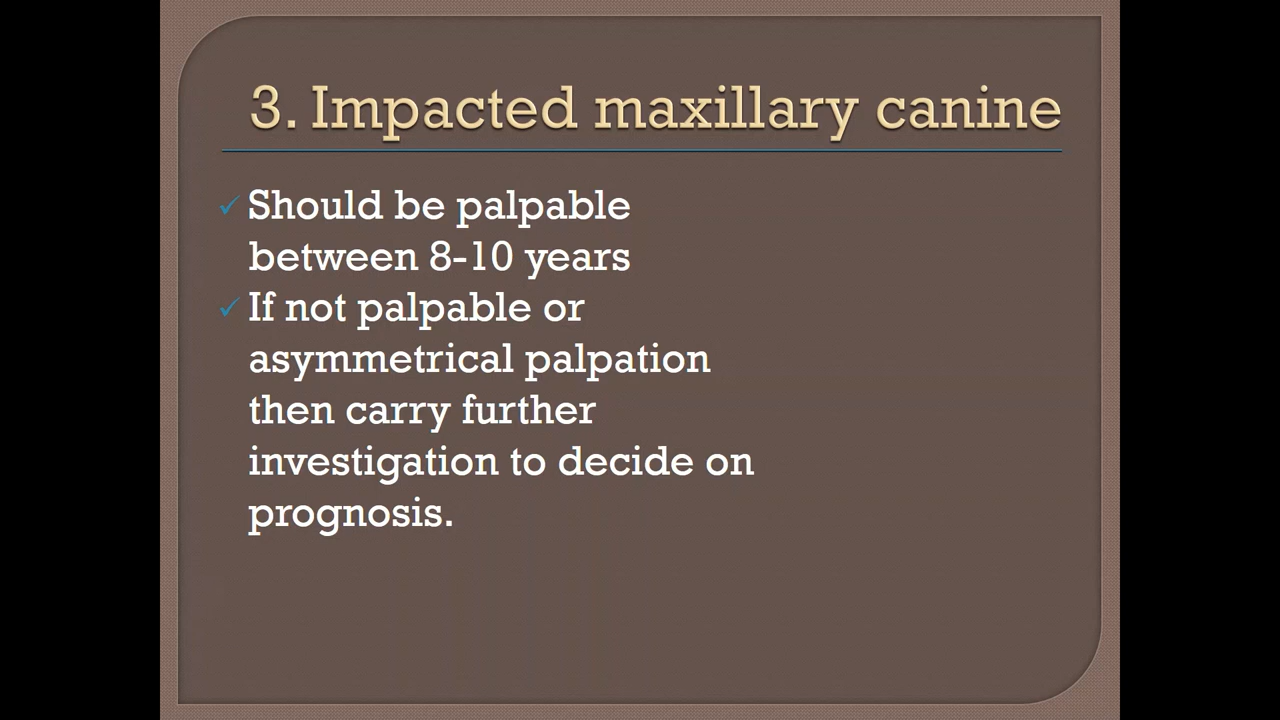 3. Impacted maxillary canine
✓ Should be palpable
between 8-10 years
✓ If not palpable or
asymmetrical palpation
then carry further
investigation to decide on
prognosis.